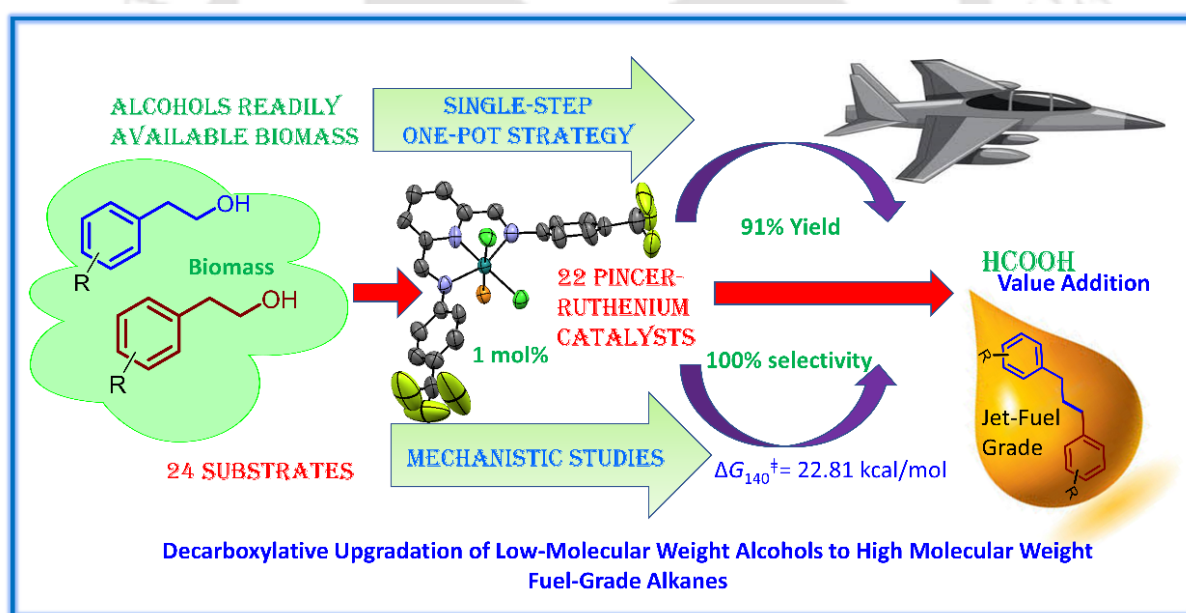 ALCOHOLS READILY
AVAILABLE BIOMASS
SINGLE-STEP
ONE-POT STRATEGY
OH
R
Biomass
OH
R
1 mol%
22 PINCER-
RUTHENIUM
CATALYSTS
91% Yield
100% selectivity
HCOOH
Value Addition
R
Jet-Fuel
Grade
R
24 SUBSTRATES
MECHANISTIC STUDIES
ΔG₁₄₀‡= 22.81 kcal/mol
Decarboxylative Upgradation of Low-Molecular Weight Alcohols to High Molecular Weight
Fuel-Grade Alkanes